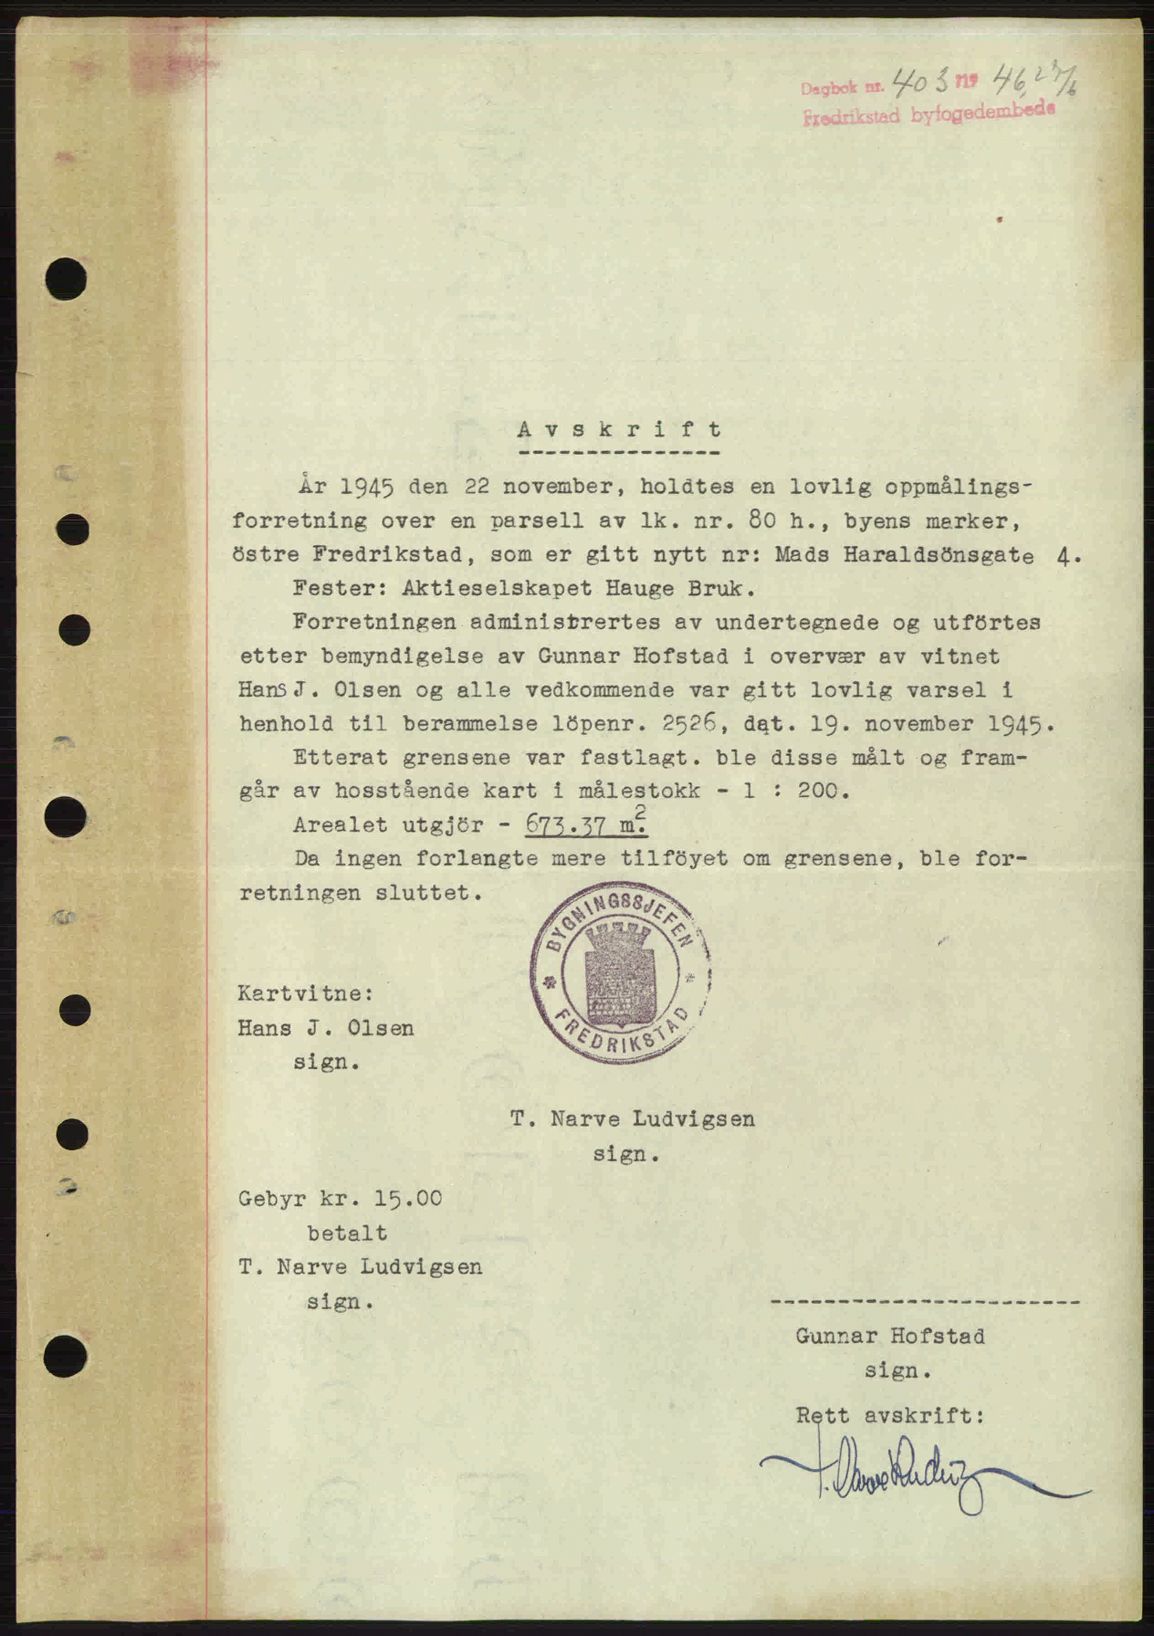 Dagbok nr. 403 19 46, 27/6
Fredrikstad byfogedembede
Avskrift
År 1945 den 22 november, holdtes en lovlig oppmålings-
forretning over en parsell av lk. nr. 80 h., byens marker,
östre Fredrikstad, som er gitt nytt nr: Mads Haraldsönsgate 4.
Fester: Aktieselskapet Hauge Bruk.
Forretningen administrertes av undertegnede og utförtes
etter bemyndigelse av Gunnar Hofstad i overvær av vitnet
Hans J. Olsen og alle vedkommende var gitt lovlig varsel i
henhold til berammelse löpenr. 2526, dat. 19. november 1945.
Etterat grensene var fastlagt. ble disse målt og fram-
går av hosstående kart i målestokk - 1 : 200.
Arealet utgjör - 673.37 m².
Da ingen forlangte mere tilföyet om grensene, ble for-
retningen sluttet.
BYGNINGSSJEFEN
* FREDRIKSTAD *
Kartvitne:
Hans J. Olsen
sign.
T. Narve Ludvigsen
sign.
Gebyr kr. 15.00
betalt
T. Narve Ludvigsen
sign.
Gunnar Hofstad
sign.
Rett avskrift: